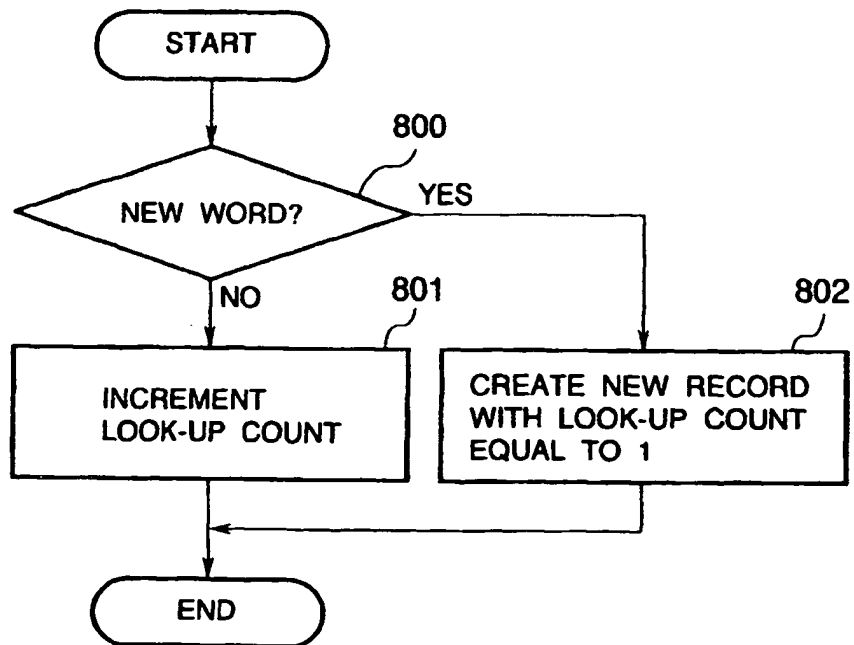 START
800
NEW WORD?
YES
NO
801
802
INCREMENT
LOOK-UP COUNT
CREATE NEW RECORD
WITH LOOK-UP COUNT
EQUAL TO 1
END